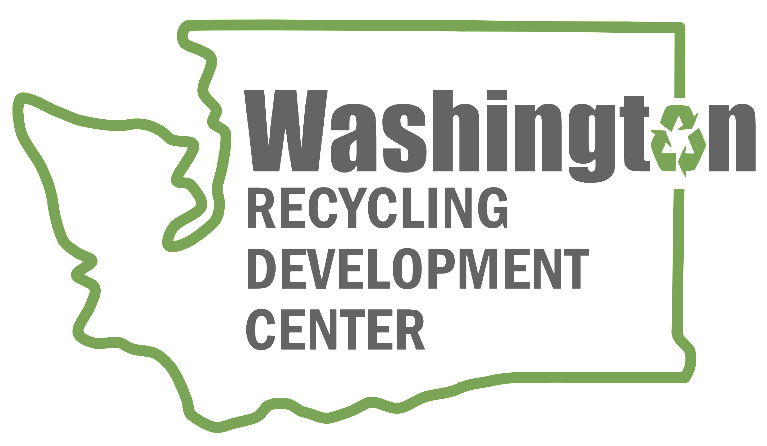 Washington
RECYCLING
DEVELOPMENT
CENTER